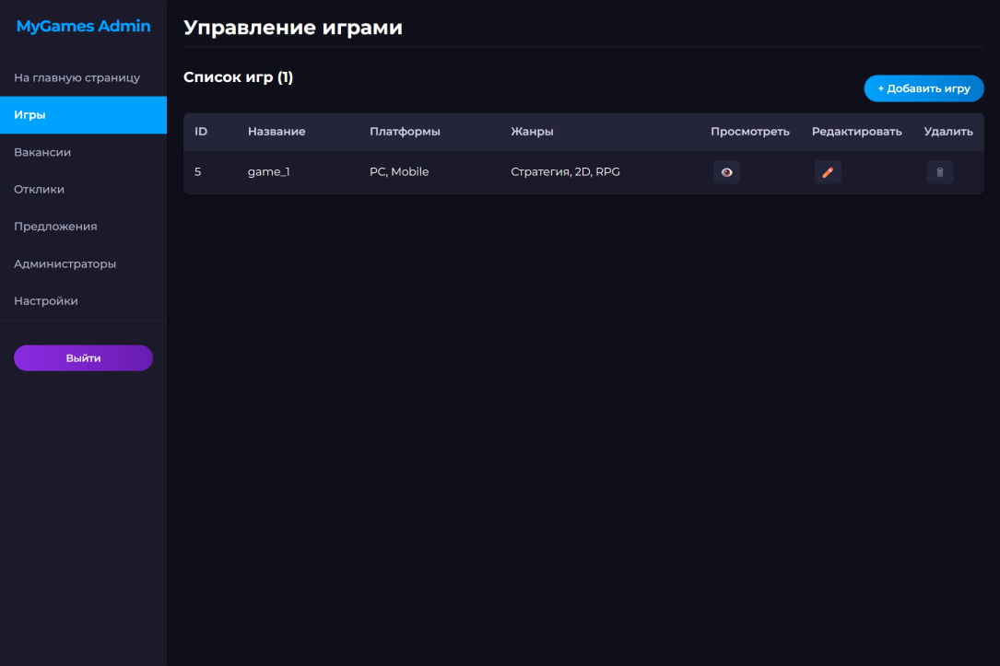 MyGames Admin
На главную страницу
Игры
Вакансии
Отклики
Предложения
Администраторы
Настройки
Выйти
Управление играми
Список игр (1)
+ Добавить игру
ID Название Платформы Жанры Просмотреть Редактировать Удалить
5 game_1 PC, Mobile Стратегия, 2D, RPG